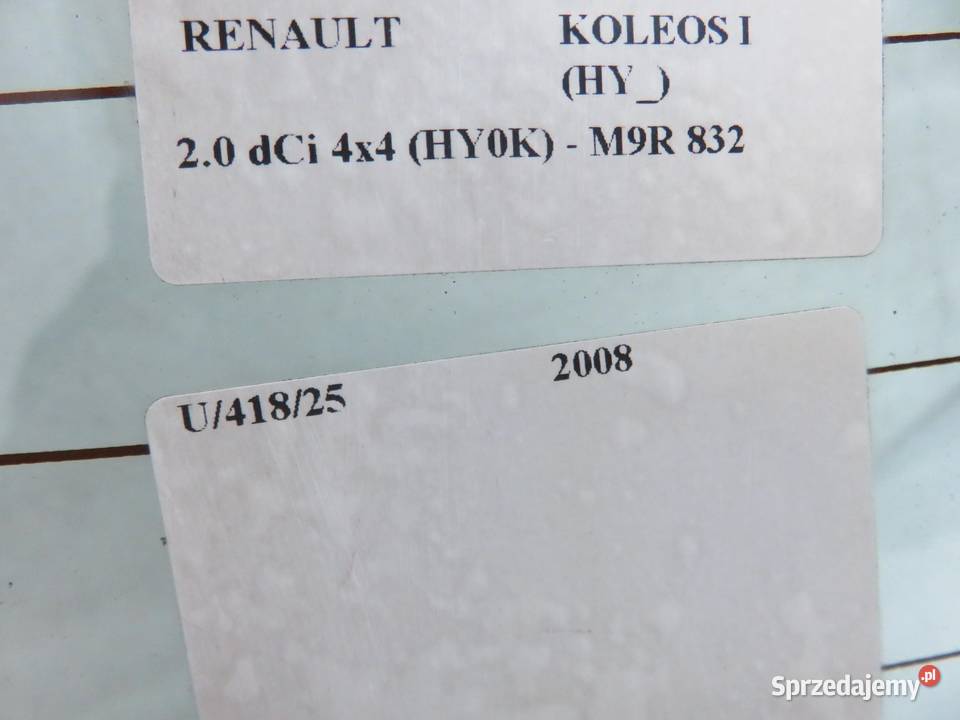 RENAULT KOLEOS I
(HY_)
2.0 dCi 4x4 (HY0K) - M9R 832
U/418/25 2008
Sprzedajemy.pl